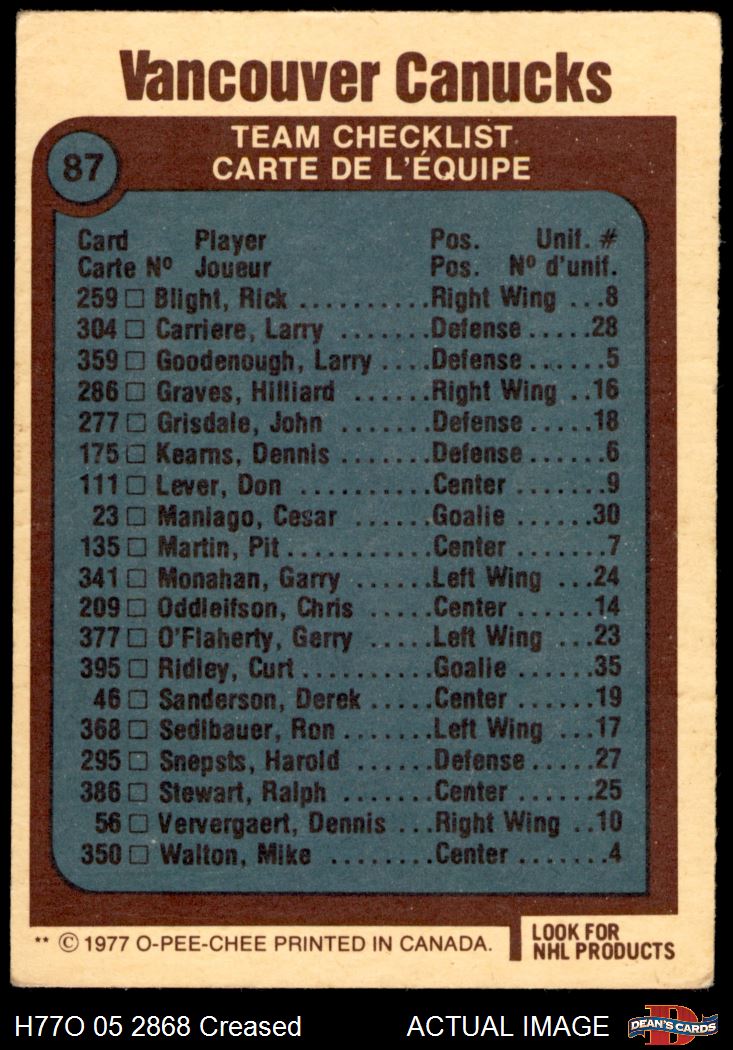 Vancouver Canucks
87
TEAM CHECKLIST
CARTE DE L'ÉQUIPE
Card Player Pos. Unif. #
Carte Nº Joueur Pos. Nº d'unif.
259 □ Blight, Rick ..........Right Wing ...8
304 □ Carriere, Larry .......Defense.....28
359 □ Goodenough, Larry ....Defense......5
286 □ Graves, Hilliard ......Right Wing ..16
277 □ Grisdale, John .......Defense.....18
175 □ Kearns, Dennis .......Defense......6
111 □ Lever, Don ..........Center .......9
23 □ Maniago, Cesar ......Goalie ......30
135 □ Martin, Pit...........Center .......7
341 □ Monahan, Garry ......Left Wing ...24
209 □ Oddleifson, Chris .....Center ......14
377 □ O'Flaherty, Gerry .....Left Wing ...23
395 □ Ridley, Curt..........Goalie ......35
46 □ Sanderson, Derek .....Center ......19
368 □ Sedlbauer, Ron .......Left Wing ...17
295 □ Snepsts, Harold ......Defense.....27
386 □ Stewart, Ralph .......Center ......25
56 □ Ververgaert, Dennis ...Right Wing ..10
350 □ Walton, Mike ........Center .......4
** © 1977 O-PEE-CHEE PRINTED IN CANADA.
LOOK FOR
NHL PRODUCTS
H77O 05 2868 Creased ACTUAL IMAGE
DEAN'S CARDS